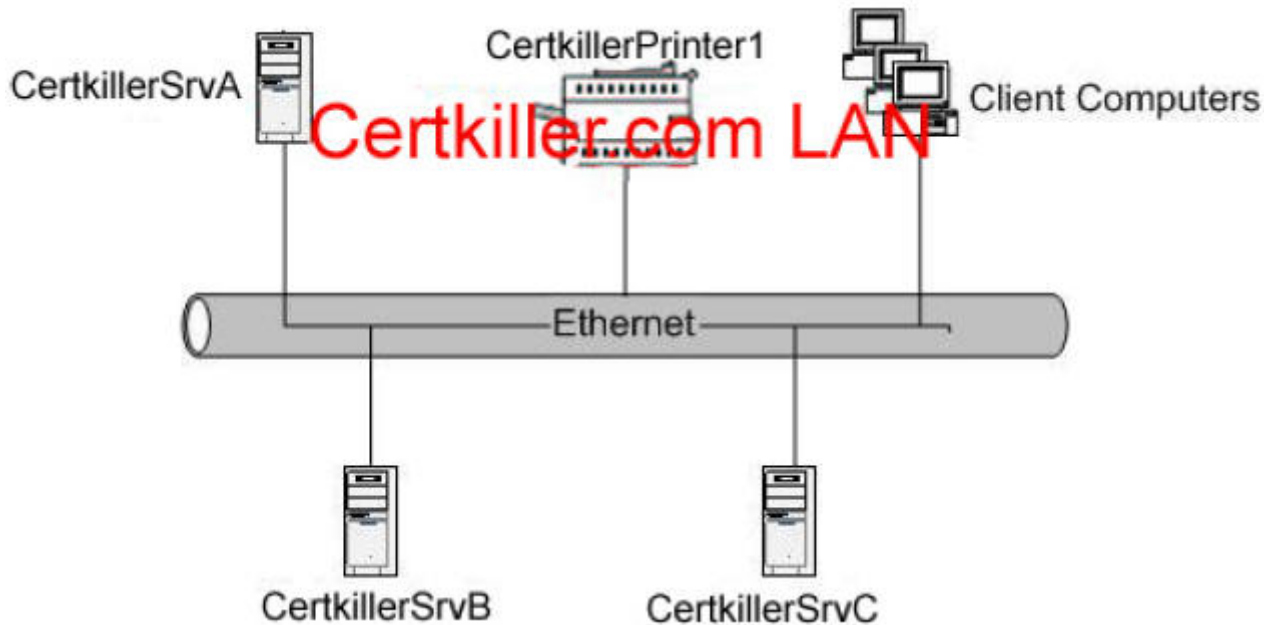 CertkillerPrinter1
CertkillerSrvA
Client Computers
Certkiller.com LAN
Ethernet
CertkillerSrvB
CertkillerSrvC